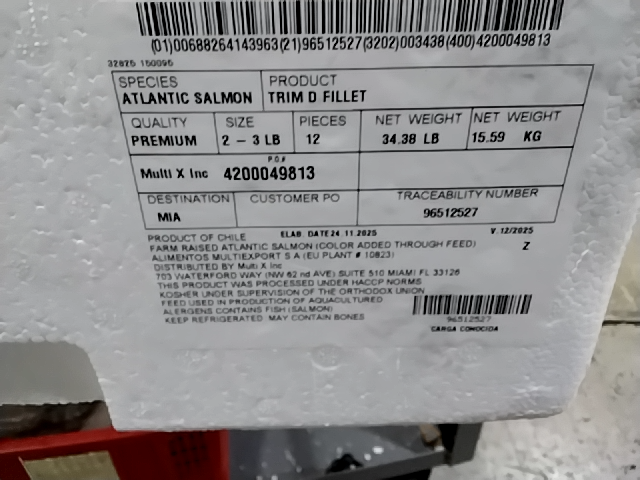 (01)00688264143963(21)96512527(3202)003438(400)4200049813
32825 150095
SPECIES PRODUCT
ATLANTIC SALMON TRIM D FILLET
QUALITY SIZE PIECES NET WEIGHT NET WEIGHT
PREMIUM 2 - 3 LB 12 34.38 LB 15.59 KG
P.O#
Multi X Inc 4200049813
DESTINATION CUSTOMER PO TRACEABILITY NUMBER
MIA 96512527
PRODUCT OF CHILE ELAB. DATE 24.11.2025 V.12/2025
FARM RAISED ATLANTIC SALMON (COLOR ADDED THROUGH FEED) Z
ALIMENTOS MULTIEXPORT S A (EU PLANT # 10823)
DISTRIBUTED BY Multi X Inc
703 WATERFORD WAY (NW 62 nd AVE) SUITE 510 MIAMI FL 33126
THIS PRODUCT WAS PROCESSED UNDER HACCP NORMS
KOSHER UNDER SUPERVISION OF THE ORTHODOX UNION
FEED USED IN PRODUCTION OF AQUACULTURED
ALERGENS CONTAINS FISH (SALMON)
KEEP REFRIGERATED MAY CONTAIN BONES
96512527
CARGA CONOCIDA